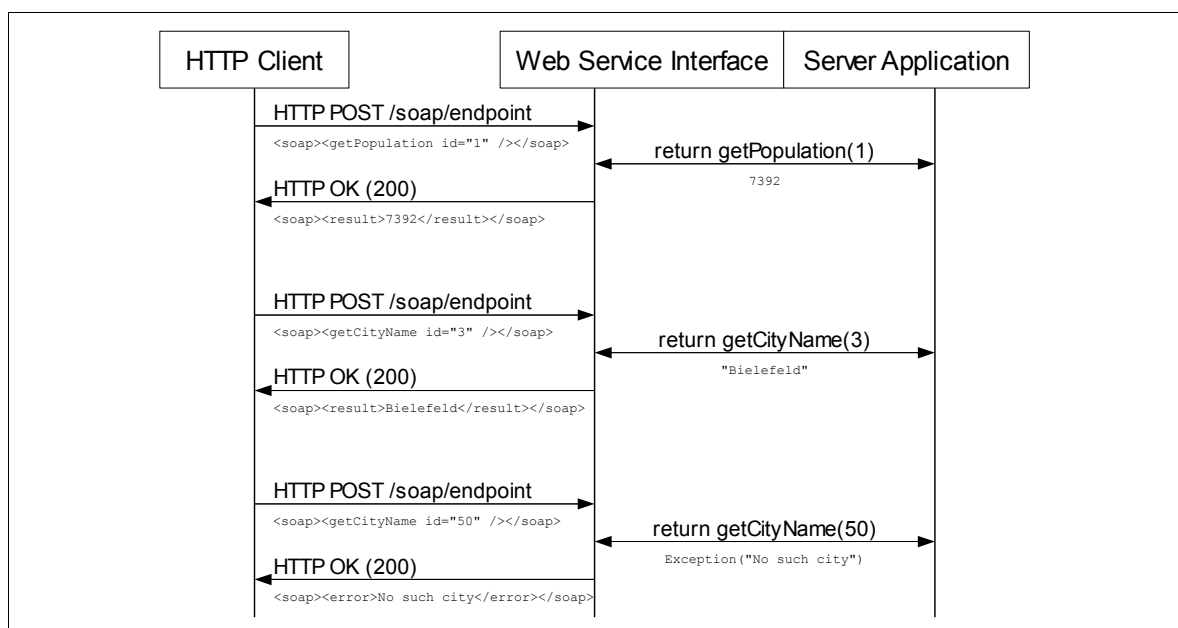 HTTP Client
Web Service Interface
Server Application
HTTP POST /soap/endpoint
<soap><getPopulation id="1" /></soap>
return getPopulation(1)
7392
HTTP OK (200)
<soap><result>7392</result></soap>
HTTP POST /soap/endpoint
<soap><getCityName id="3" /></soap>
return getCityName(3)
"Bielefeld"
HTTP OK (200)
<soap><result>Bielefeld</result></soap>
HTTP POST /soap/endpoint
<soap><getCityName id="50" /></soap>
return getCityName(50)
Exception("No such city")
HTTP OK (200)
<soap><error>No such city</error></soap>